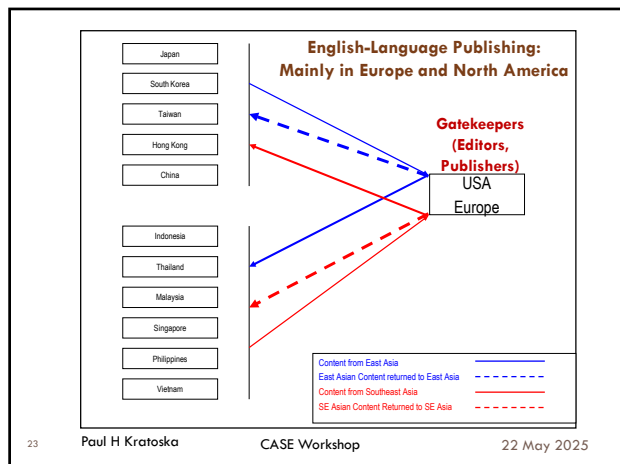 English-Language Publishing:
Mainly in Europe and North America
Japan
South Korea
Taiwan
Hong Kong
China
Gatekeepers
(Editors,
Publishers)
USA
Europe
Indonesia
Thailand
Malaysia
Singapore
Philippines
Vietnam
Content from East Asia
East Asian Content returned to East Asia
Content from Southeast Asia
SE Asian Content Returned to SE Asia
23 Paul H Kratoska CASE Workshop 22 May 2025